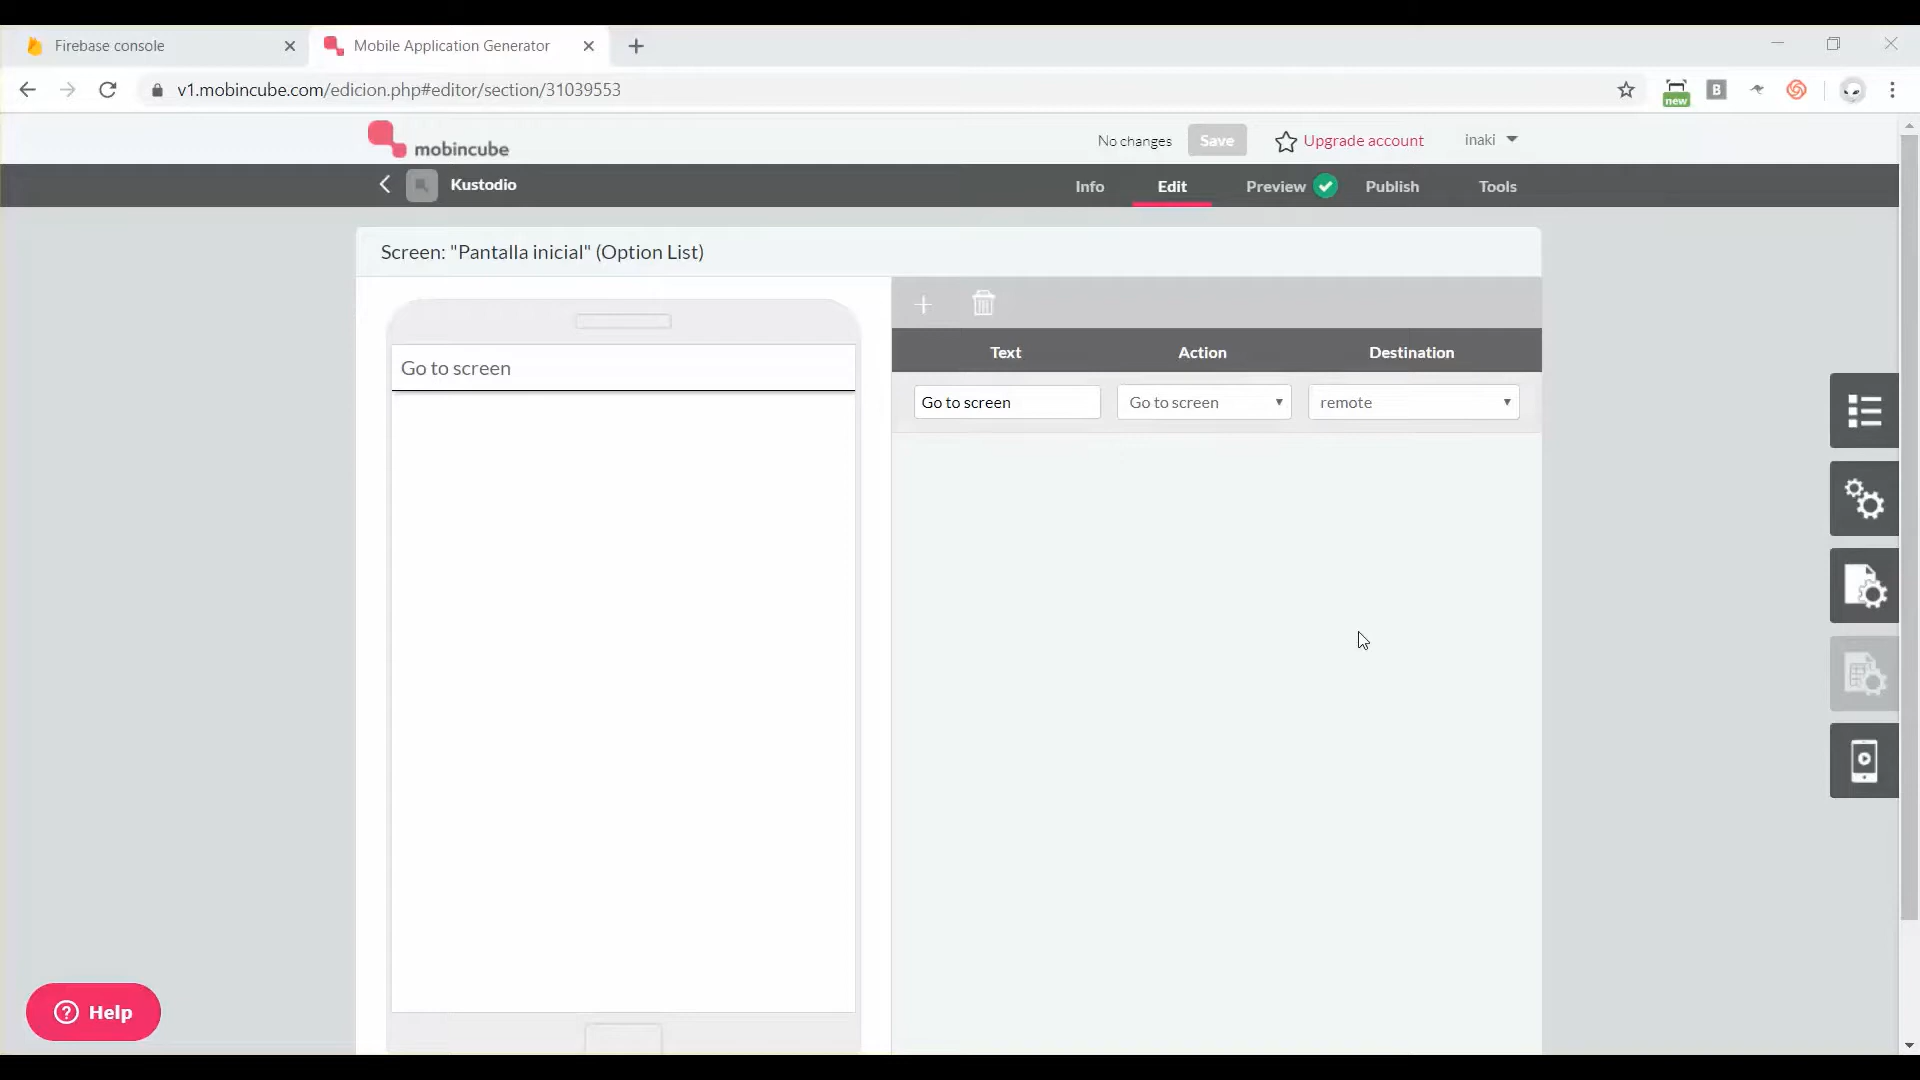 Firebase console
Mobile Application Generator
v1.mobincube.com/edicion.php#editor/section/31039553
new
B
mobincube
No changes
Save
Upgrade account
inaki
Kustodio
Info
Edit
Preview
Publish
Tools
Screen: "Pantalla inicial" (Option List)
Go to screen
Text
Action
Destination
Go to screen
Go to screen
remote
? Help